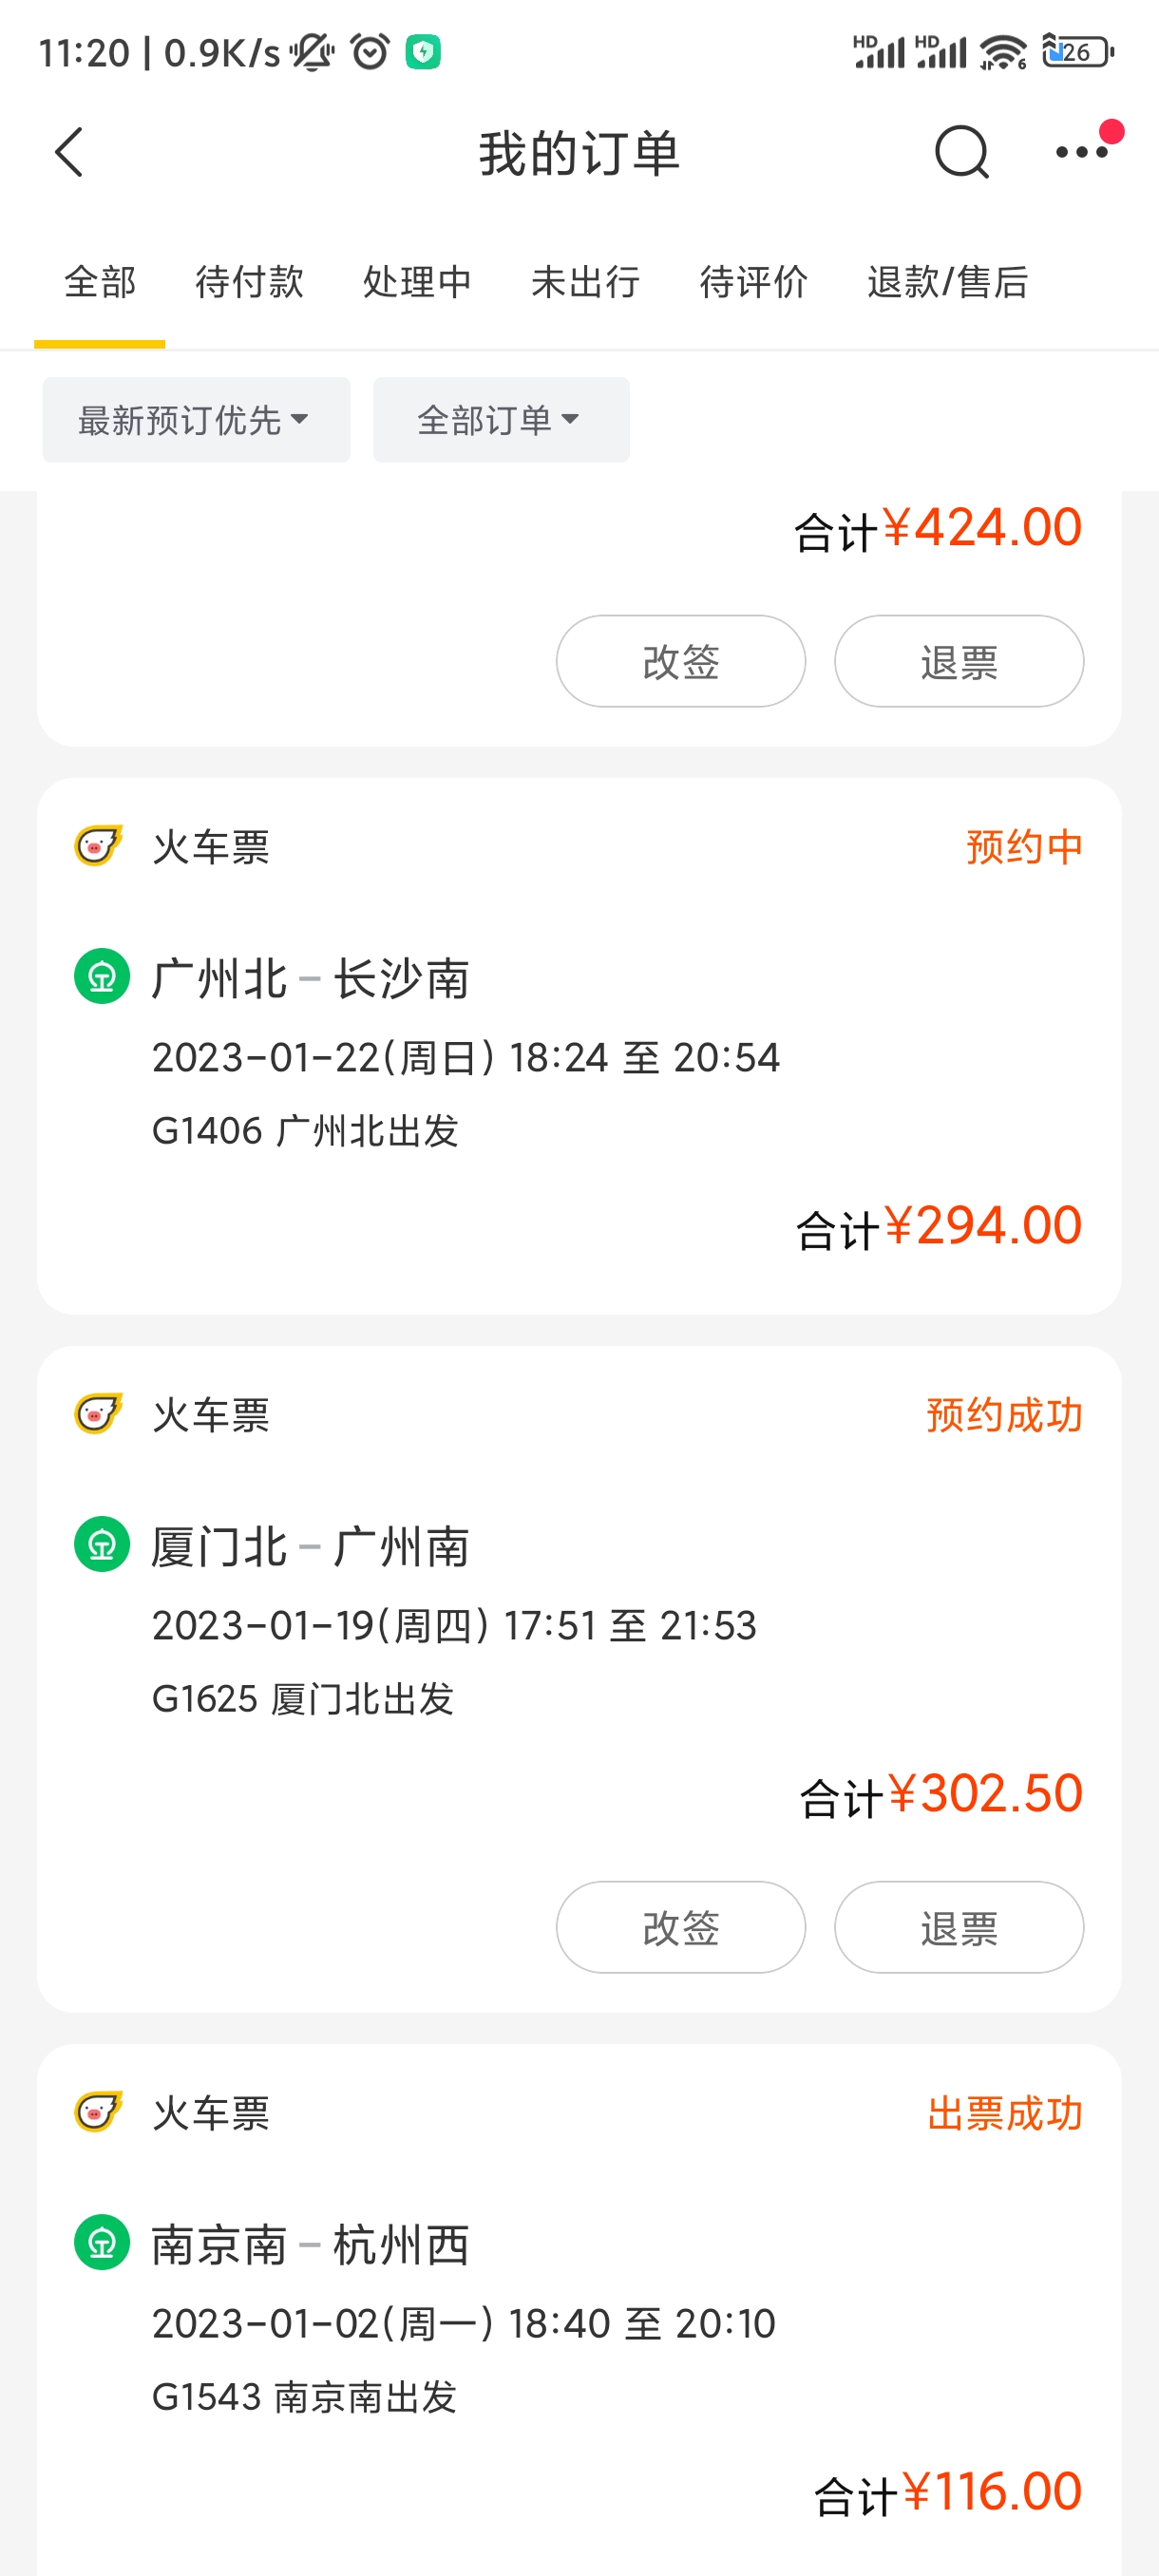 11:20 | 0.9K/s HD HD 6 26
我的订单
全部 待付款 处理中 未出行 待评价 退款/售后
最新预订优先 全部订单
合计¥424.00
改签 退票
火车票 预约中
广州北 – 长沙南
2023-01-22(周日) 18:24 至 20:54
G1406 广州北出发
合计¥294.00
火车票 预约成功
厦门北 – 广州南
2023-01-19(周四) 17:51 至 21:53
G1625 厦门北出发
合计¥302.50
改签 退票
火车票 出票成功
南京南 – 杭州西
2023-01-02(周一) 18:40 至 20:10
G1543 南京南出发
合计¥116.00